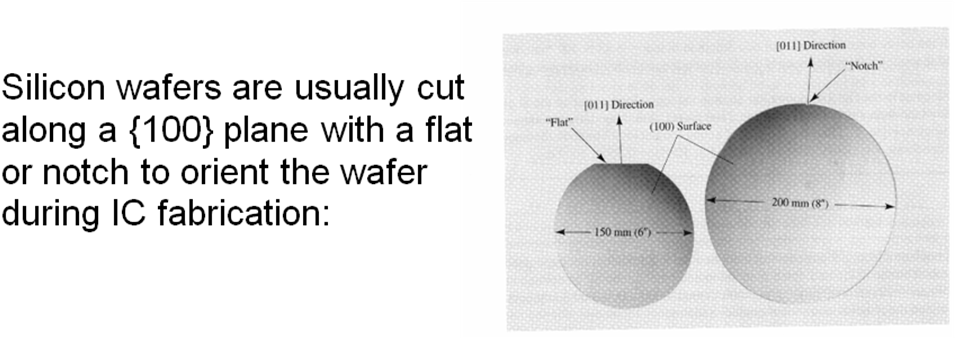 Silicon wafers are usually cut
along a {100} plane with a flat
or notch to orient the wafer
during IC fabrication:
[011] Direction
"Notch"
[011] Direction
"Flat"
(100) Surface
200 mm (8")
150 mm (6")